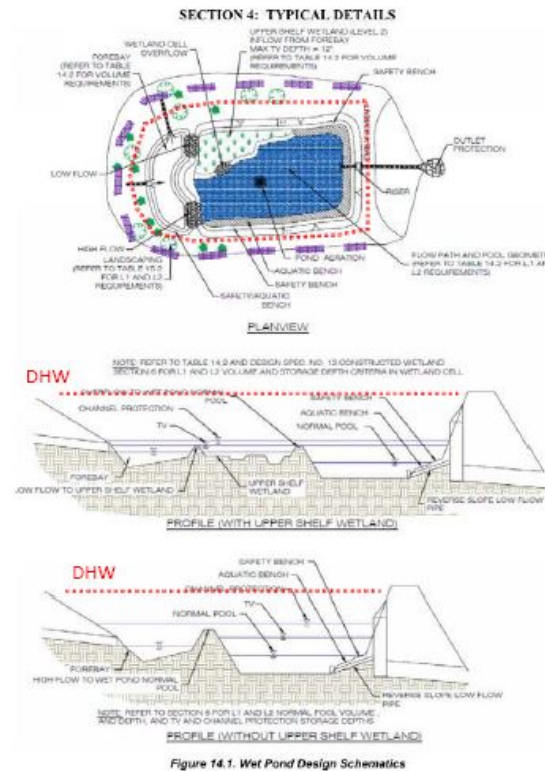 SECTION 4: TYPICAL DETAILS
UPPER SHELF WETLAND (LEVEL 2)
INFLOW FROM FOREBAY
MAX TV DEPTH = 12"
(REFER TO TABLE 14.2 FOR VOLUME
REQUIREMENTS)
WETLAND CELL
OVERFLOW
FOREBAY
(REFER TO TABLE
14.2 FOR VOLUME
REQUIREMENTS)
SAFETY BENCH
OUTLET
PROTECTION
LOW FLOW
RISER
HIGH FLOW
LANDSCAPING
(REFER TO TABLE
FOR L1 AND L2
REQUIREMENTS)
POND AERATION
AQUATIC BENCH
SAFETY BENCH
SAFETY/AQUATIC
BENCH
FLOW PATH AND POOL GEOMETRY
(REFER TO TABLE 14.2 FOR L1 AND
L2 REQUIREMENTS)
PLANVIEW
NOTE: REFER TO TABLE 14.2 AND DESIGN SPEC. NO. 13 CONSTRUCTED WETLAND
SECTION 6 FOR L1 AND L2 VOLUME AND STORAGE DEPTH CRITERIA IN WETLAND CELL
DHW
OVERFLOW TO WET POND NORMAL
POOL
CHANNEL PROTECTION
TV
SAFETY BENCH
AQUATIC BENCH
NORMAL POOL
FOREBAY
LOW FLOW TO UPPER SHELF WETLAND
UPPER SHELF
WETLAND
REVERSE SLOPE LOW FLOW
PIPE
PROFILE (WITH UPPER SHELF WETLAND)
DHW
SAFETY BENCH
AQUATIC BENCH
CHANNEL PROTECTION
TV
NORMAL POOL
FOREBAY
HIGH FLOW TO WET POND NORMAL
POOL
REVERSE SLOPE LOW FLOW
PIPE
NOTE: REFER TO SECTION 6 FOR L1 AND L2 NORMAL POOL VOLUME
AND DEPTH, AND TV AND CHANNEL PROTECTION STORAGE DEPTHS
PROFILE (WITHOUT UPPER SHELF WETLAND)
Figure 14.1. Wet Pond Design Schematics